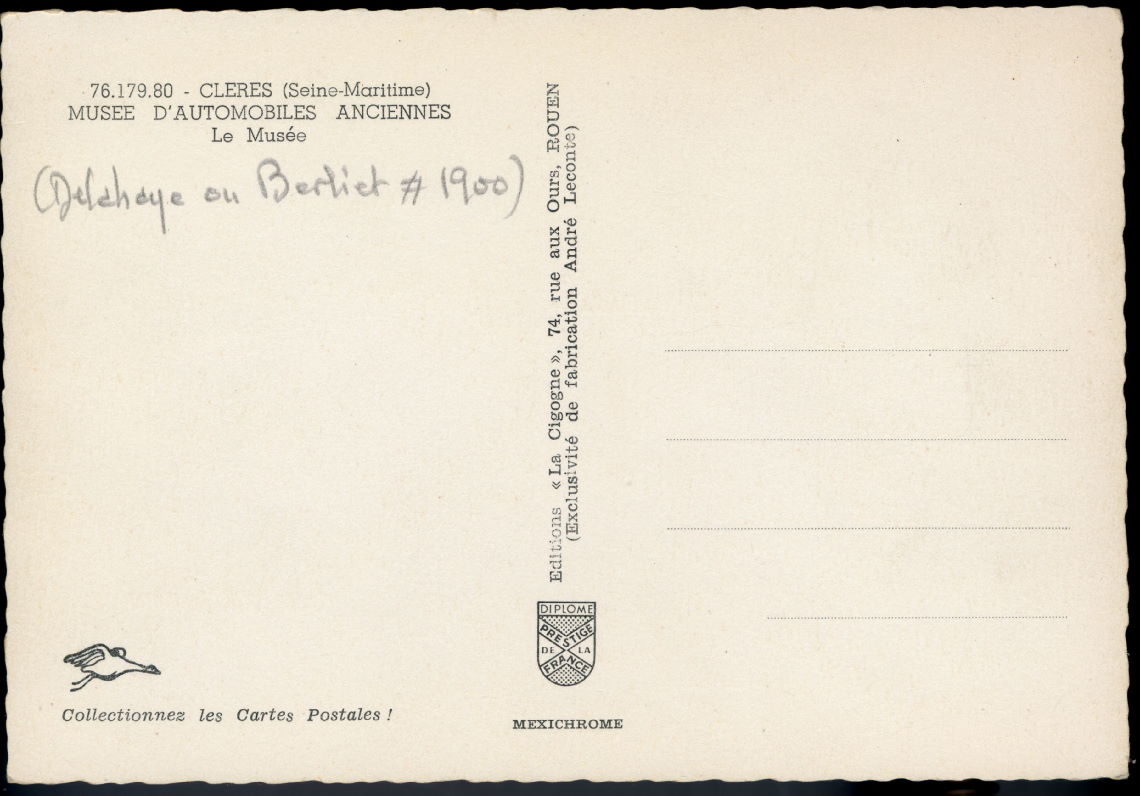 76.179.80 - CLERES (Seine-Maritime)
MUSEE D'AUTOMOBILES ANCIENNES
Le Musée
(Delahaye ou Berliet # 1900)
Editions « La Cigogne », 74, rue aux Ours, ROUEN
(Exclusivité de fabrication André Leconte)
DIPLOME
PRESTIGE
DE LA
FRANCE
Collectionnez les Cartes Postales !
MEXICHROME